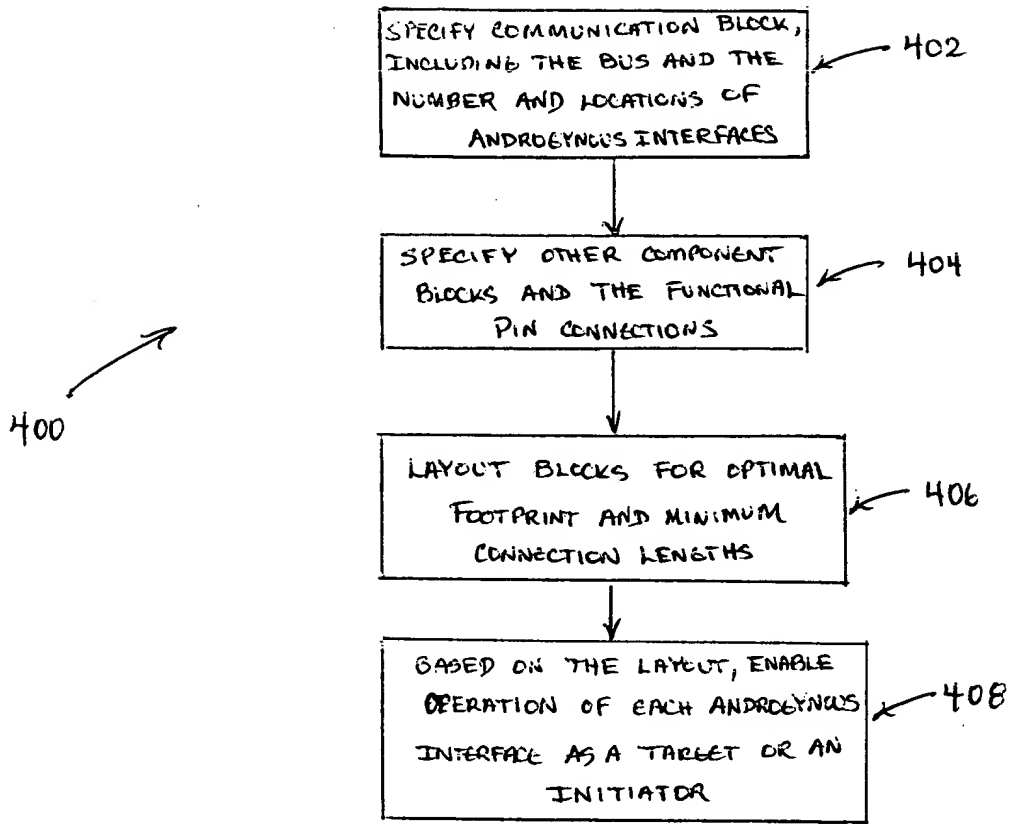 SPECIFY COMMUNICATION BLOCK,
INCLUDING THE BUS AND THE
NUMBER AND LOCATIONS OF
ANDROGYNOUS INTERFACES
402
SPECIFY OTHER COMPONENT
BLOCKS AND THE FUNCTIONAL
PIN CONNECTIONS
404
400
LAYOUT BLOCKS FOR OPTIMAL
FOOTPRINT AND MINIMUM
CONNECTION LENGTHS
406
BASED ON THE LAYOUT, ENABLE
OPERATION OF EACH ANDROGYNOUS
INTERFACE AS A TARGET OR AN
INITIATOR
408